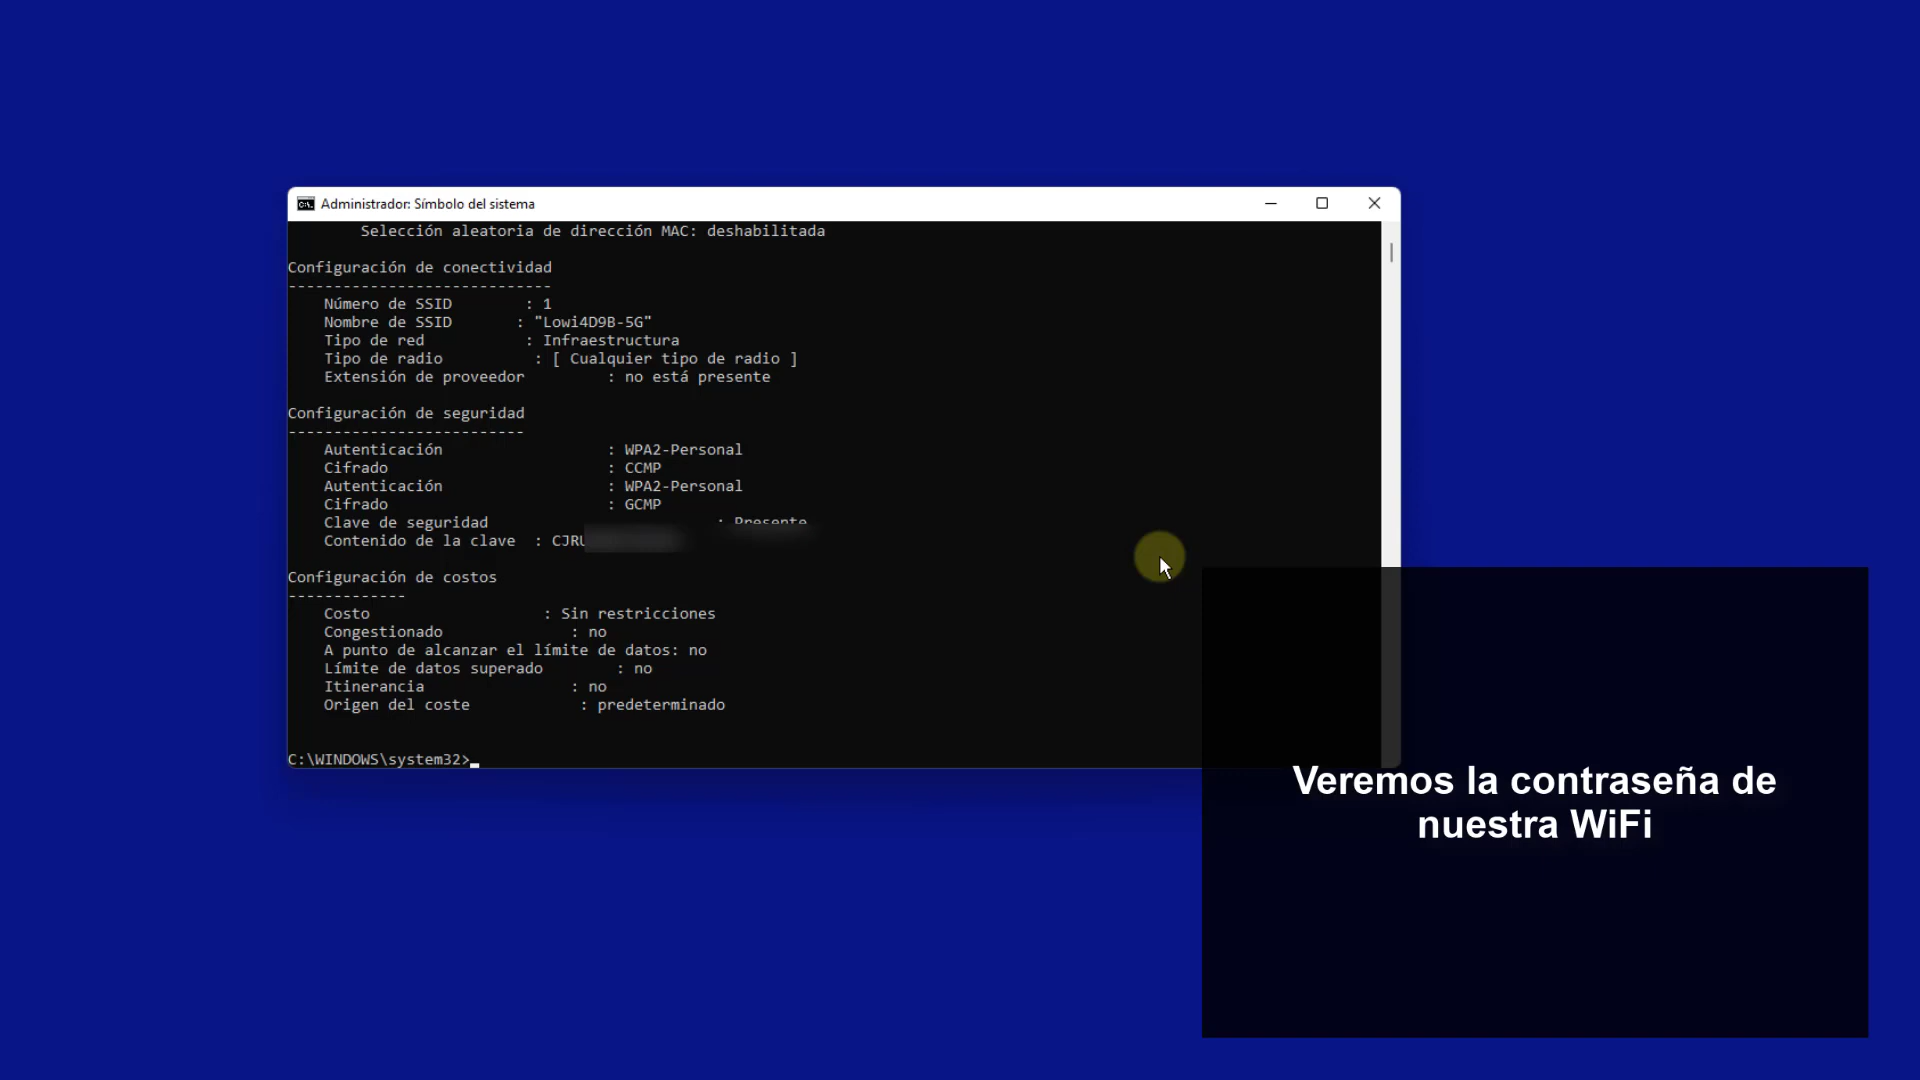 Administrador: Símbolo del sistema
Selección aleatoria de dirección MAC: deshabilitada
Configuración de conectividad
-----------------------------
Número de SSID : 1
Nombre de SSID : "Lowi4D9B-5G"
Tipo de red : Infraestructura
Tipo de radio : [ Cualquier tipo de radio ]
Extensión de proveedor : no está presente
Configuración de seguridad
--------------------------
Autenticación : WPA2-Personal
Cifrado : CCMP
Autenticación : WPA2-Personal
Cifrado : GCMP
Clave de seguridad : Presente
Contenido de la clave :
Configuración de costos
-------------
Costo : Sin restricciones
Congestionado : no
A punto de alcanzar el límite de datos: no
Límite de datos superado : no
Itinerancia : no
Origen del coste : predeterminado
C:\WINDOWS\system32>
Veremos la contraseña de
nuestra WiFi